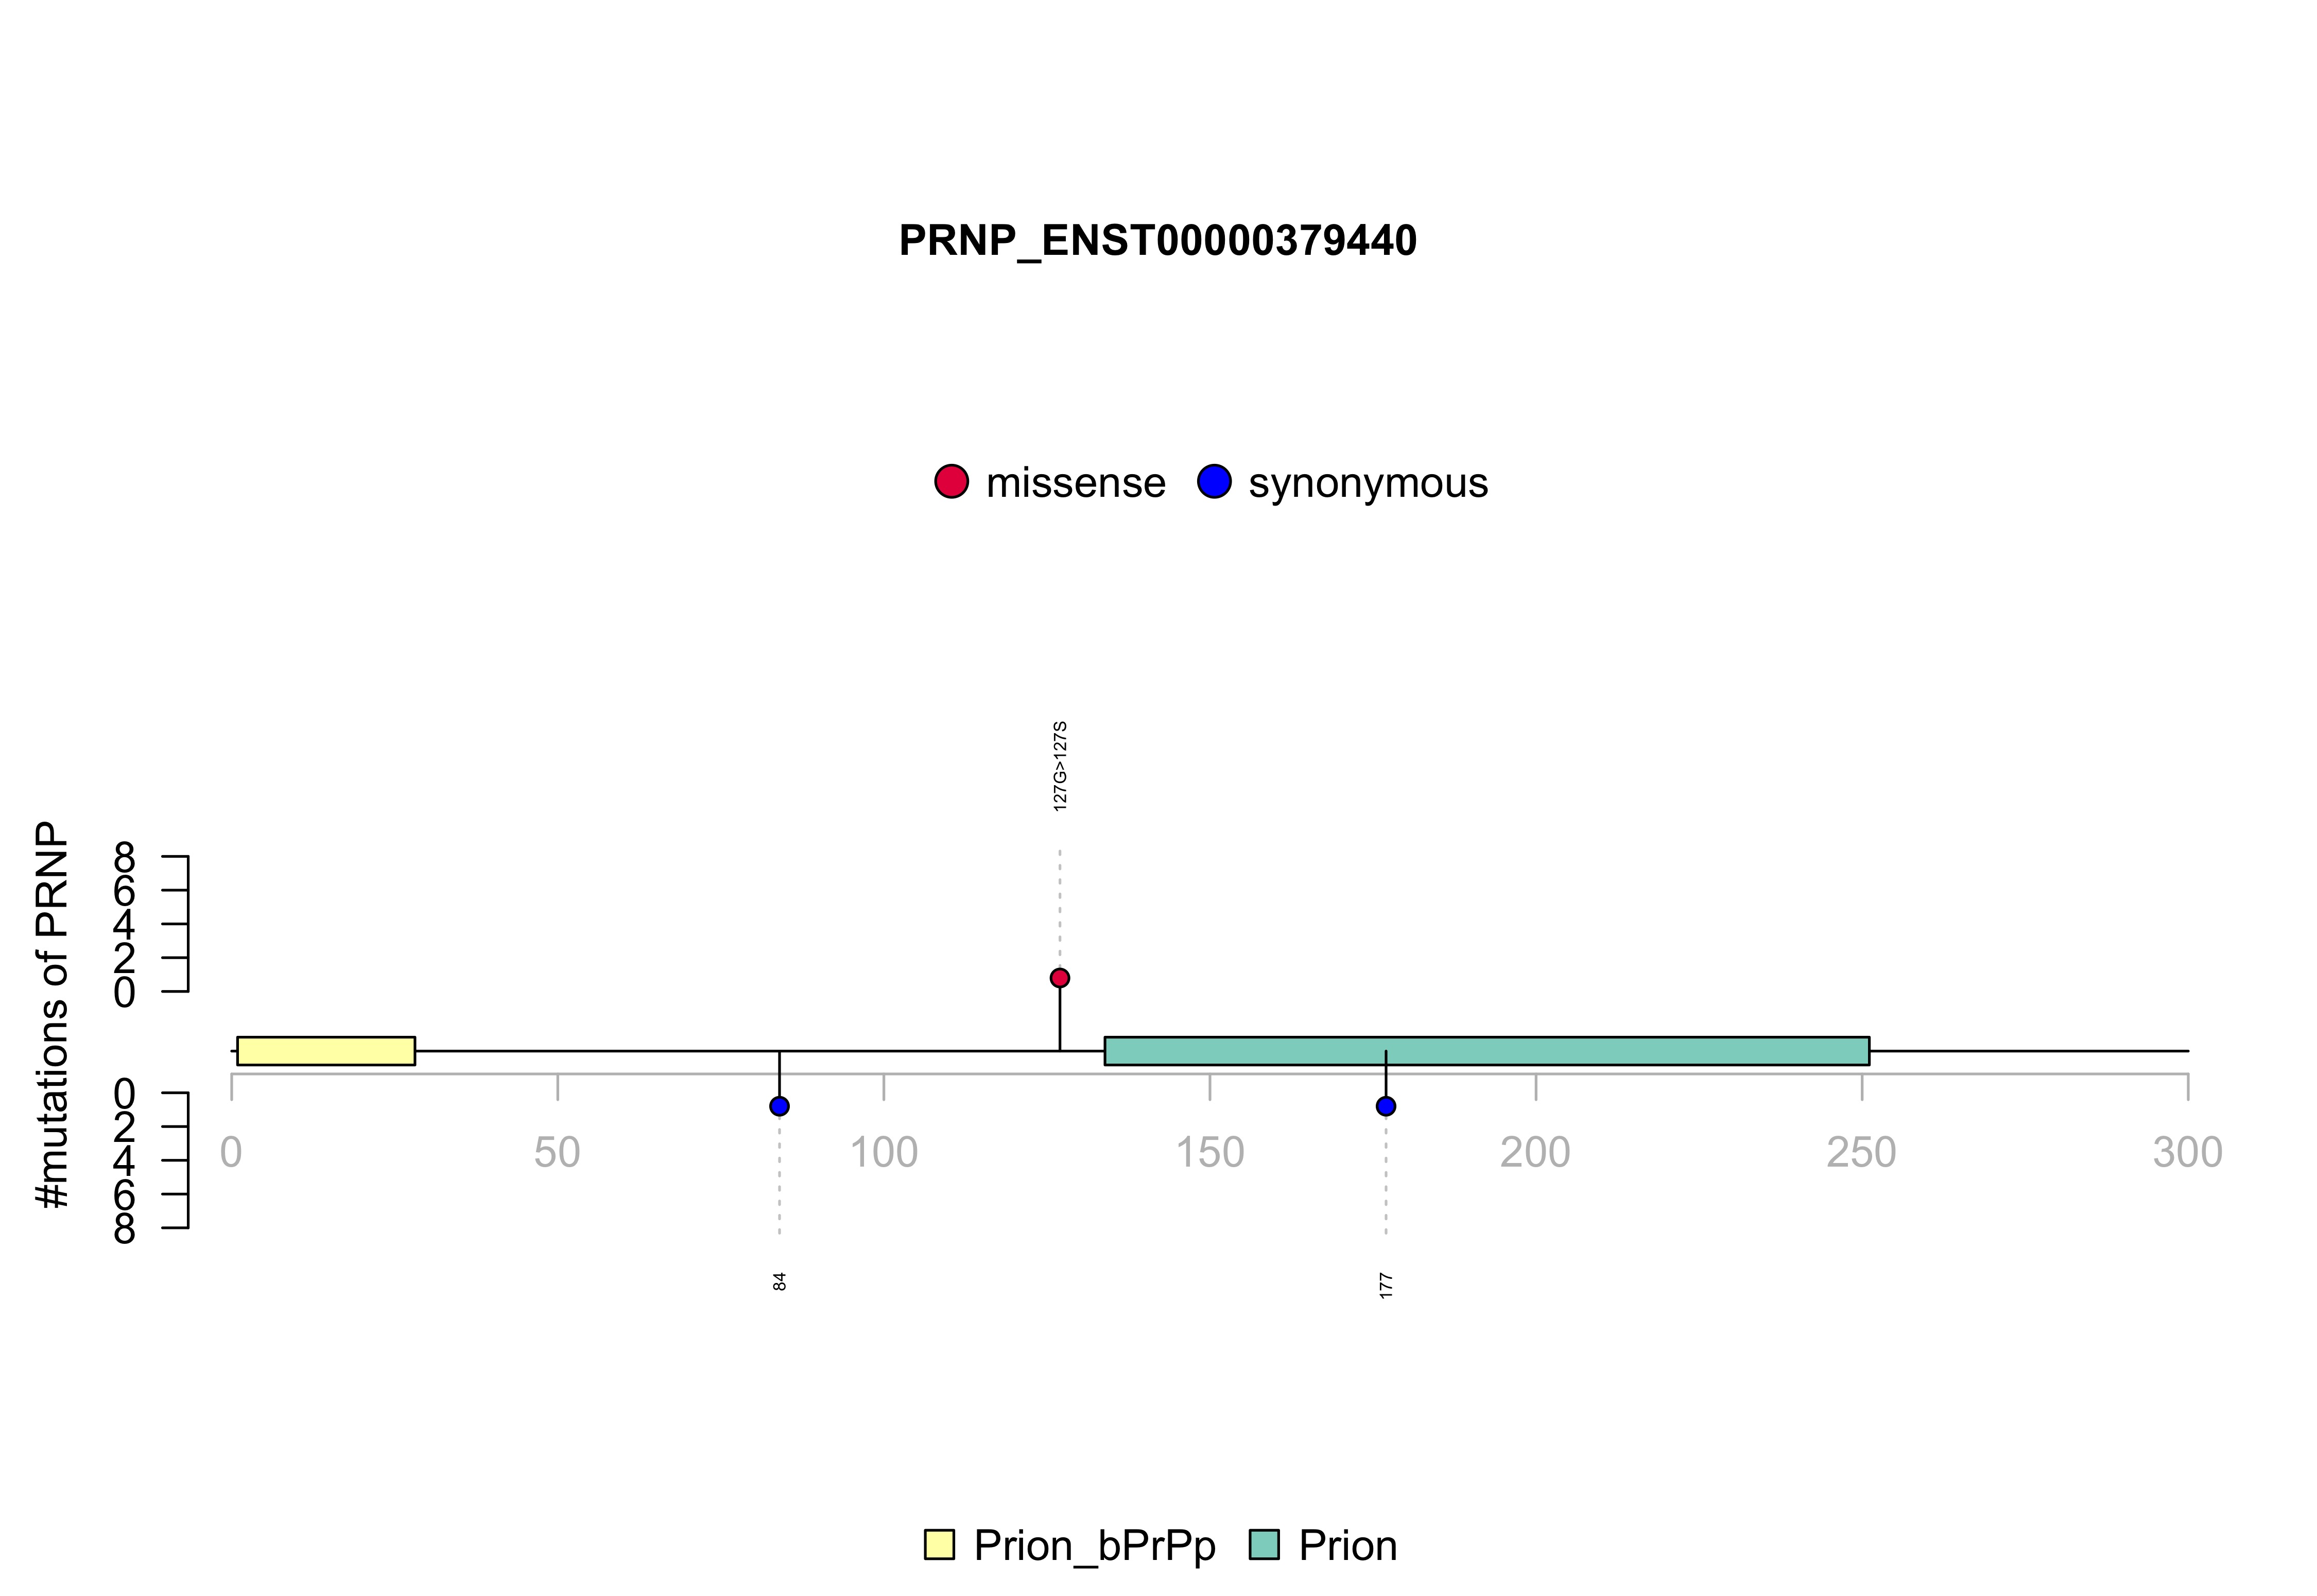 PRNP_ENST00000379440
missense synonymous
127G>127S
#mutations of PRNP
8
6
4
2
0
0
2
4
6
8
0 50 100 150 200 250 300
84 177
Prion_bPrPp Prion